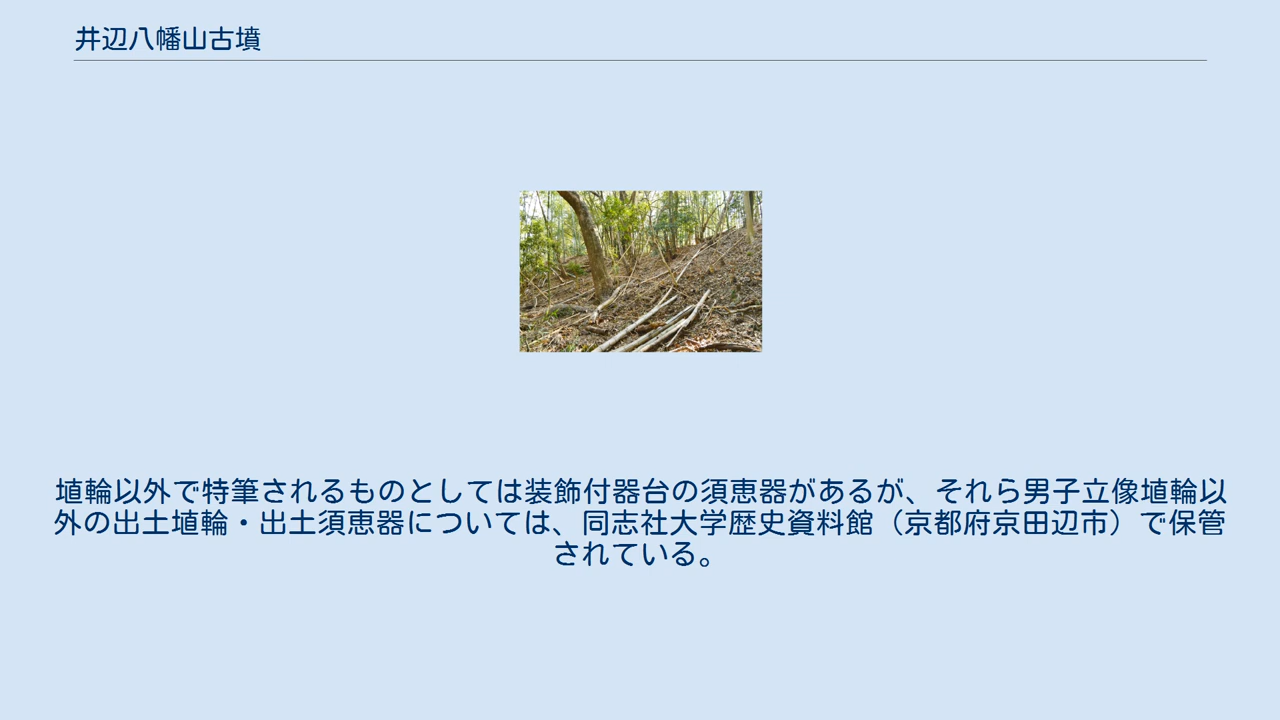 井辺八幡山古墳
埴輪以外で特筆されるものとしては装飾付器台の須恵器があるが、それら男子立像埴輪以
外の出土埴輪・出土須恵器については、同志社大学歴史資料館（京都府京田辺市）で保管
されている。